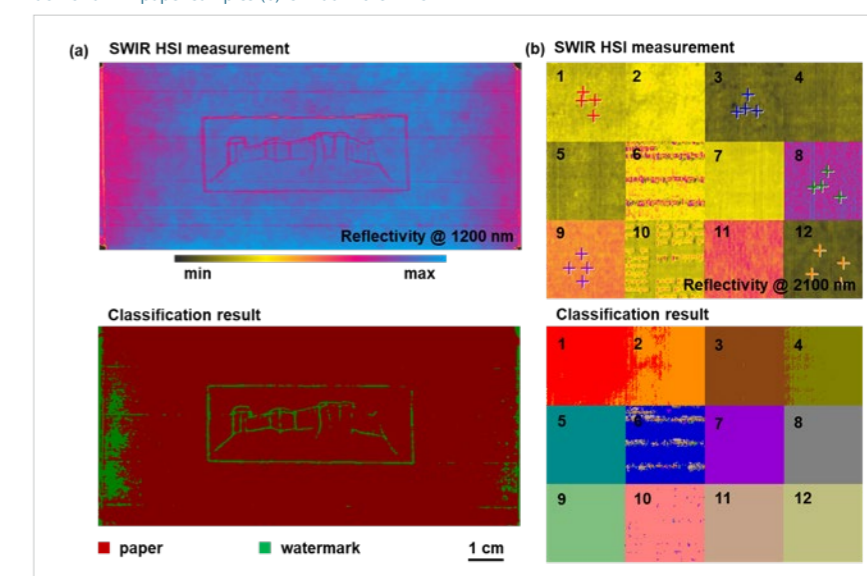 (a) SWIR HSI measurement
Reflectivity @ 1200 nm
min max
Classification result
paper watermark 1 cm
(b) SWIR HSI measurement
1 2 3 4
5 6 7 8
9 10 11 12
Reflectivity @ 2100 nm
Classification result
1 2 3 4
5 6 7 8
9 10 11 12